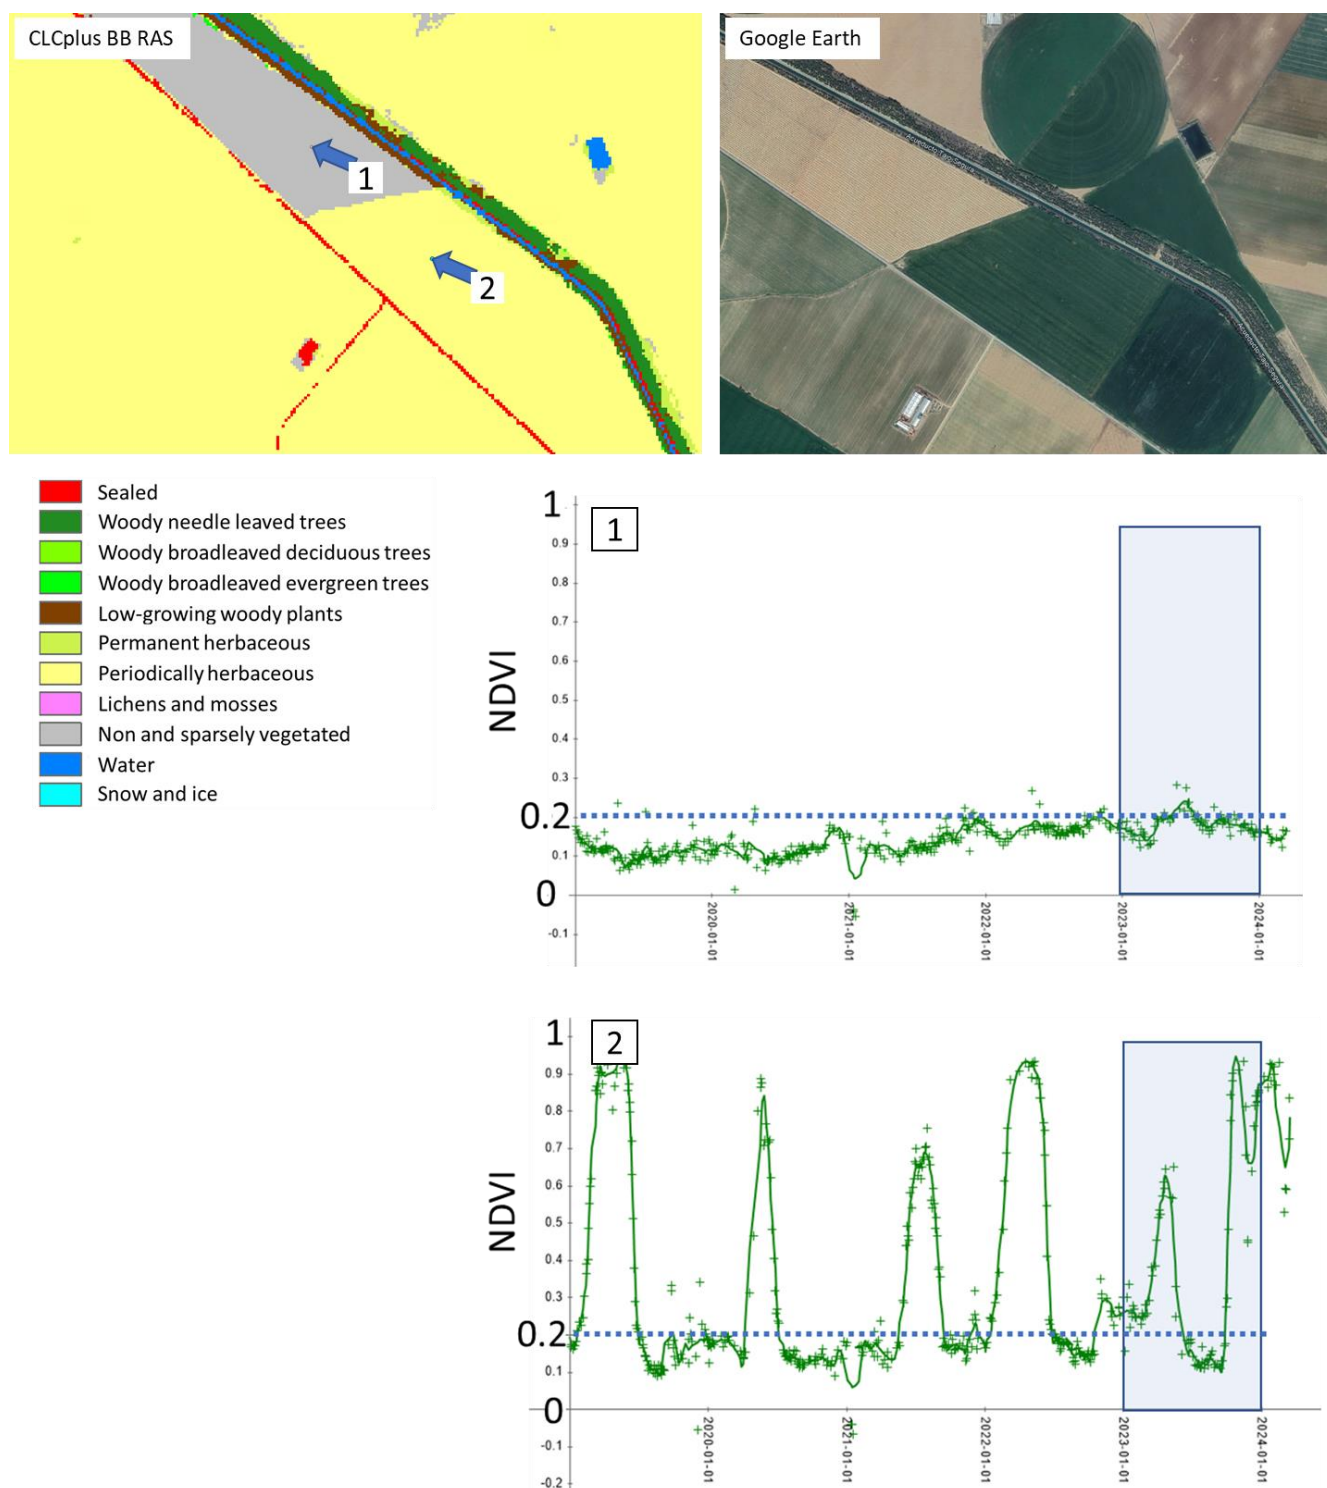 CLCplus BB RAS
Google Earth
1
2
Acueducto-Tajo-Segura
Acueducto-Tajo-Segura
Sealed
Woody needle leaved trees
Woody broadleaved deciduous trees
Woody broadleaved evergreen trees
Low-growing woody plants
Permanent herbaceous
Periodically herbaceous
Lichens and mosses
Non and sparsely vegetated
Water
Snow and ice
1
NDVI
1
0.9
0.8
0.7
0.6
0.5
0.4
0.3
0.2
0.1
0
-0.1
2020-01-01
2021-01-01
2022-01-01
2023-01-01
2024-01-01
2
NDVI
1
0.9
0.8
0.7
0.6
0.5
0.4
0.3
0.2
0.1
0
-0.1
-0.2
2020-01-01
2021-01-01
2022-01-01
2023-01-01
2024-01-01